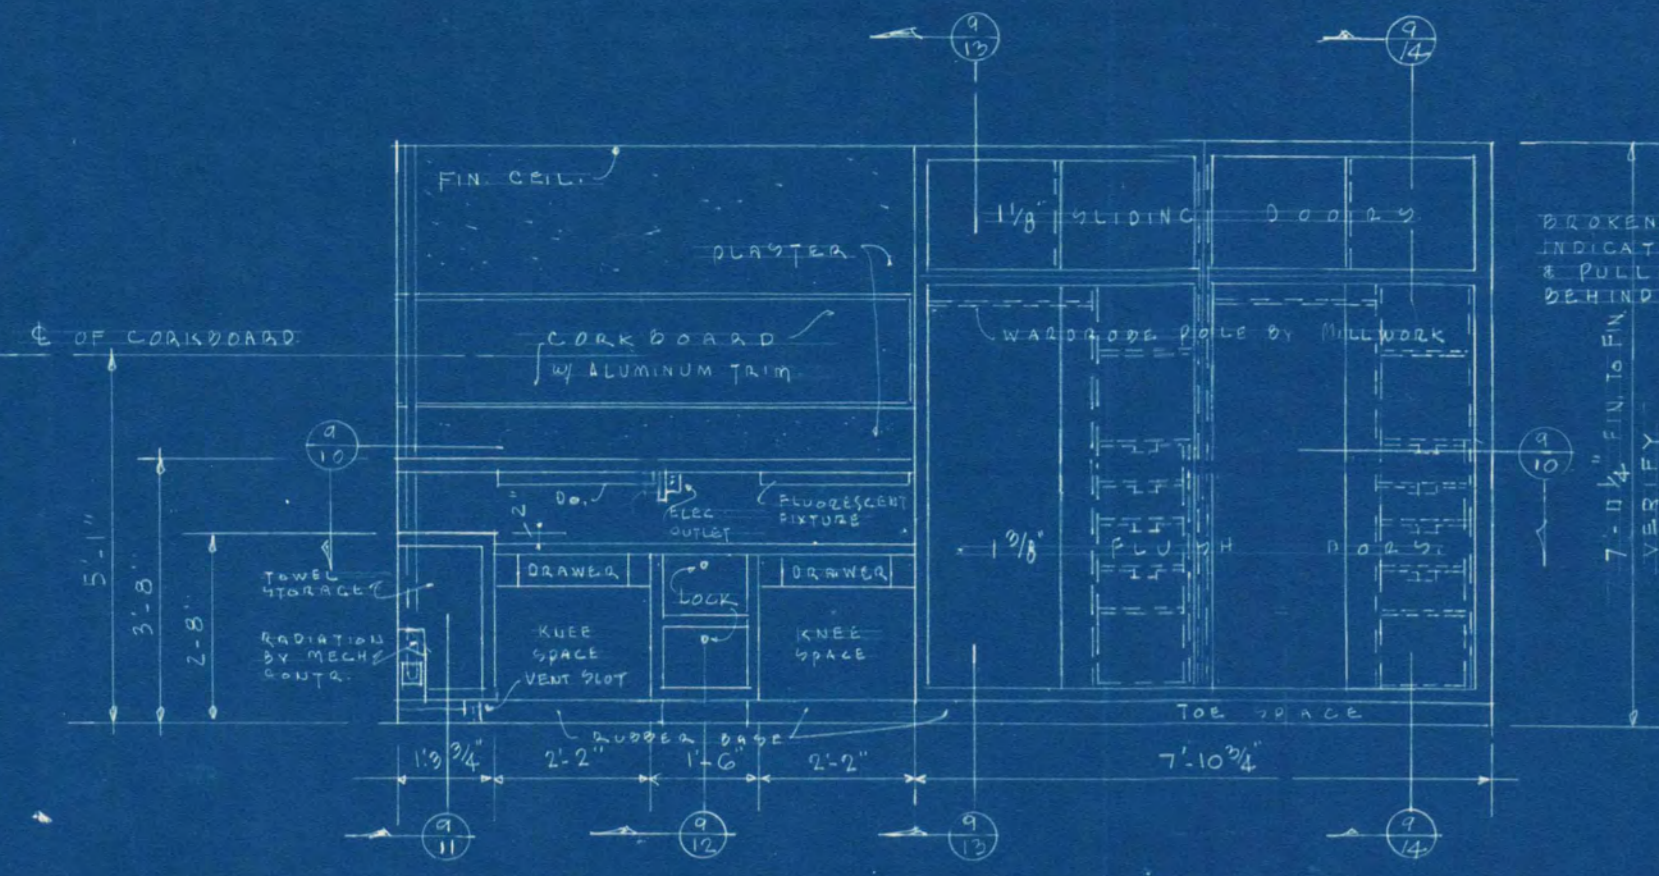 9
13
9
14
FIN. CEIL.
PLASTER
1 1/8" SLIDING DOORS
BROKEN
INDICAT
& PULL
BEHIND
℄ OF CORKBOARD
CORKBOARD
W/ ALUMINUM TRIM
WARDROBE POLE BY MILLWORK
9
10
9
10
DO.
ELEC
OUTLET
FLUORESCENT
FIXTURE
5'-1"
3'-8"
2'-8"
2"
7'-11 1/4" FIN. TO FIN.
VERIFY
TOWEL
STORAGE
DRAWER
LOCK
DRAWER
1 3/8" FLUSH DOORS.
RADIATION
BY MECH.
CONTR.
KNEE
SPACE
KNEE
SPACE
VENT SLOT
RUBBER BASE
TOE SPACE
1'3 3/4"
2'-2"
1'-6"
2'-2"
7'-10 3/4"
9
11
9
12
9
13
9
14